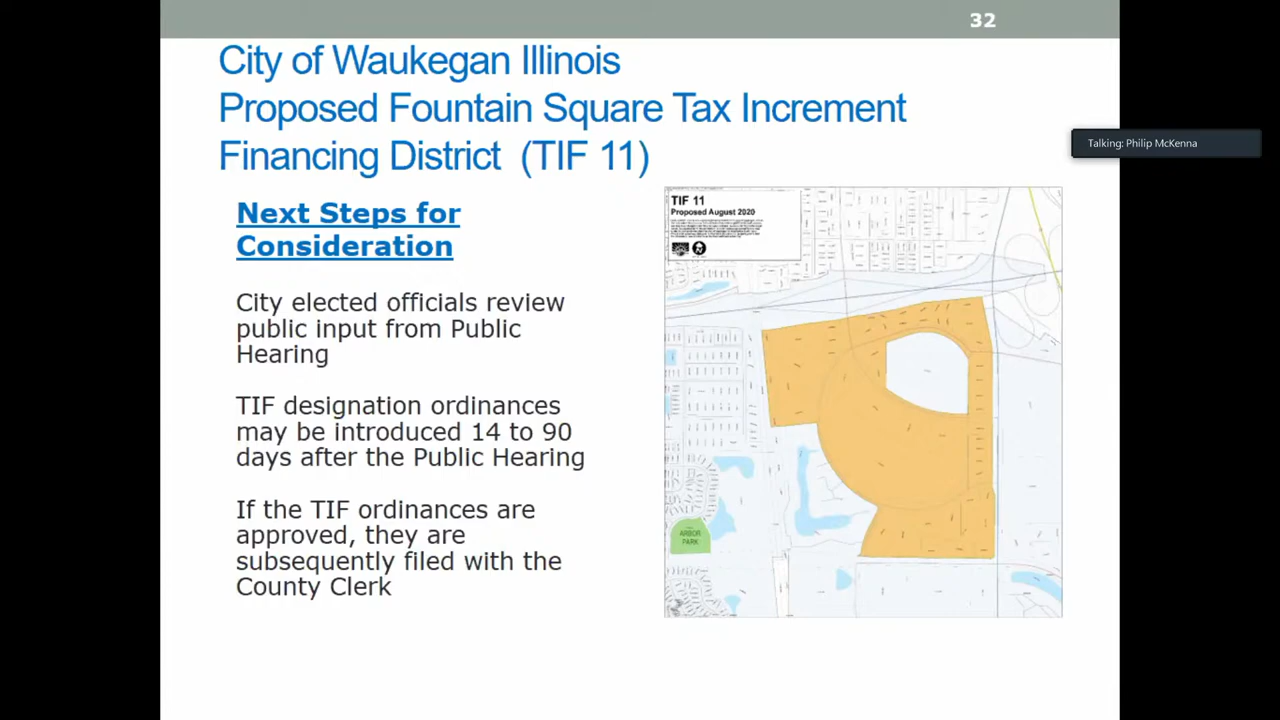 32
City of Waukegan Illinois
Proposed Fountain Square Tax Increment
Financing District (TIF 11)
Talking: Philip McKenna
Next Steps for
Consideration
City elected officials review
public input from Public
Hearing
TIF designation ordinances
may be introduced 14 to 90
days after the Public Hearing
If the TIF ordinances are
approved, they are
subsequently filed with the
County Clerk
TIF 11
Proposed August 2020
ARBOR
PARK